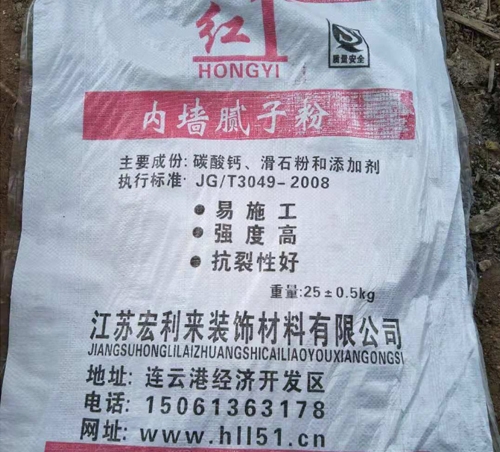 红
HONGYI
质量安全
内墙腻子粉
主要成份: 碳酸钙、滑石粉和添加剂
执行标准: JG/T3049-2008
●易施工
●强度高
●抗裂性好
重量:25±0.5kg
江苏宏利来装饰材料有限公司
JIANGSUHONGLILAIZHUANGSHICAILIAOYOUXIANGONGSI
地址: 连云港经济开发区
电话: 15061363178
网址: www.hll51.cn